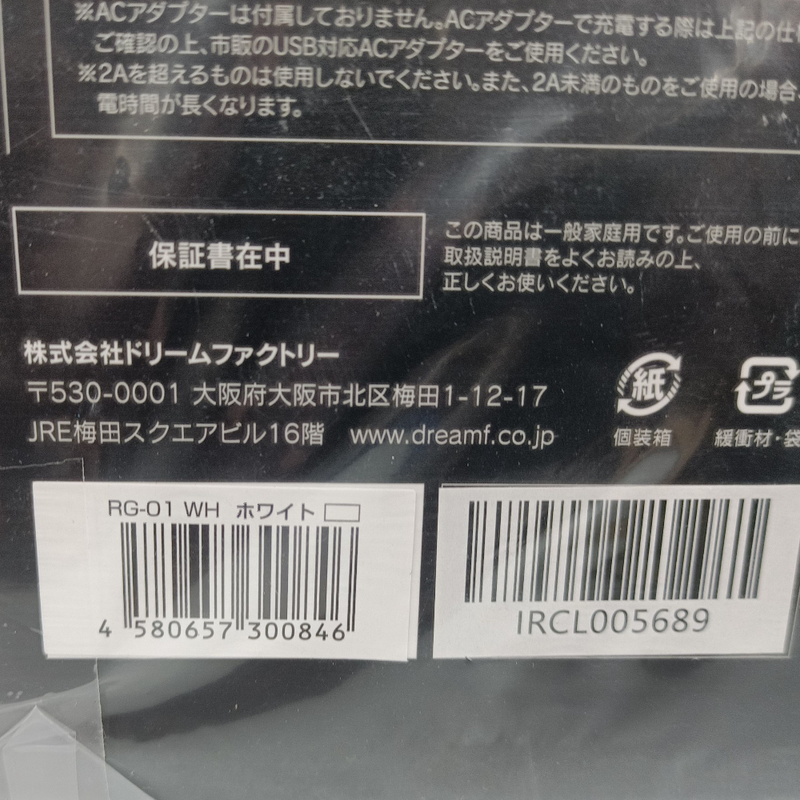 ※ACアダプターは付属しておりません。ACアダプターで充電する際は上記の仕
ご確認の上、市販のUSB対応ACアダプターをご使用ください。
※2Aを超えるものは使用しないでください。また、2A未満のものをご使用の場合、
電時間が長くなります。
保証書在中
この商品は一般家庭用です。ご使用の前に
取扱説明書をよくお読みの上、
正しくお使いください。
株式会社ドリームファクトリー
〒530-0001 大阪府大阪市北区梅田1-12-17
JRE梅田スクエアビル16階 www.dreamf.co.jp
紙
個装箱
プラ
緩衝材・袋
RG-01 WH ホワイト
4 580657 300846
IRCL005689